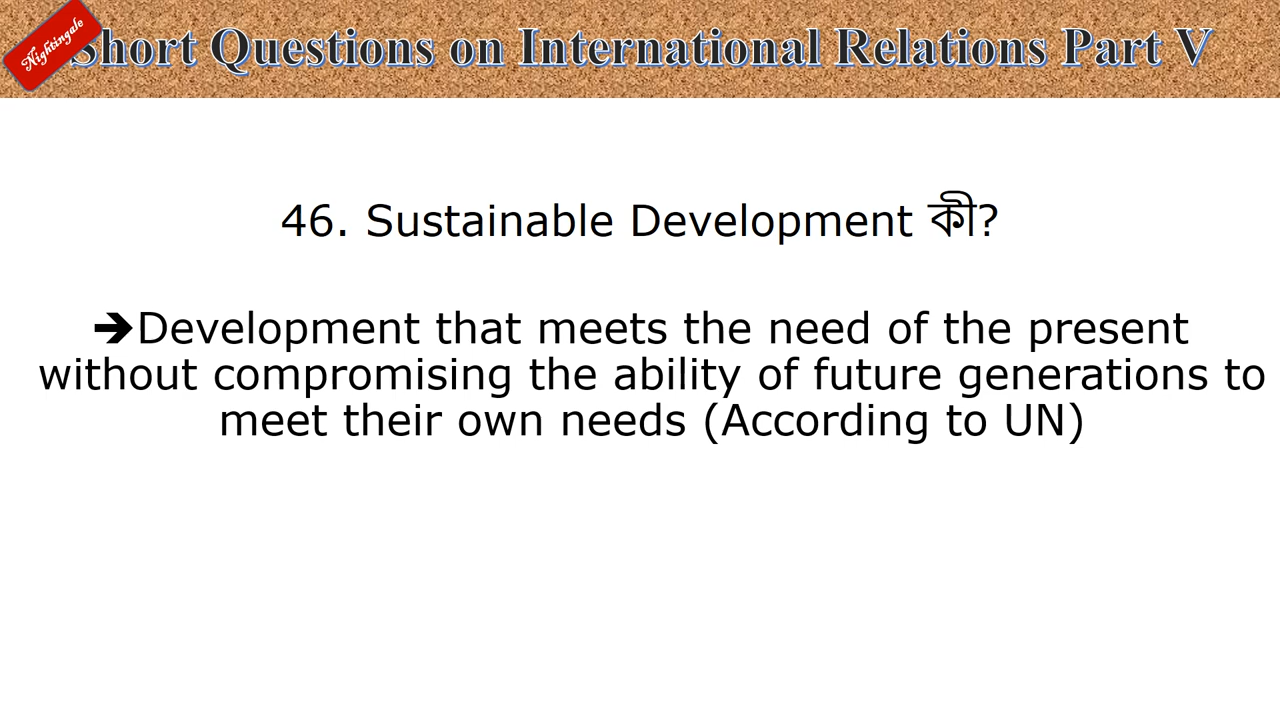 Nightingale
Short Questions on International Relations Part V
46. Sustainable Development কী?
➔Development that meets the need of the present
without compromising the ability of future generations to
meet their own needs (According to UN)